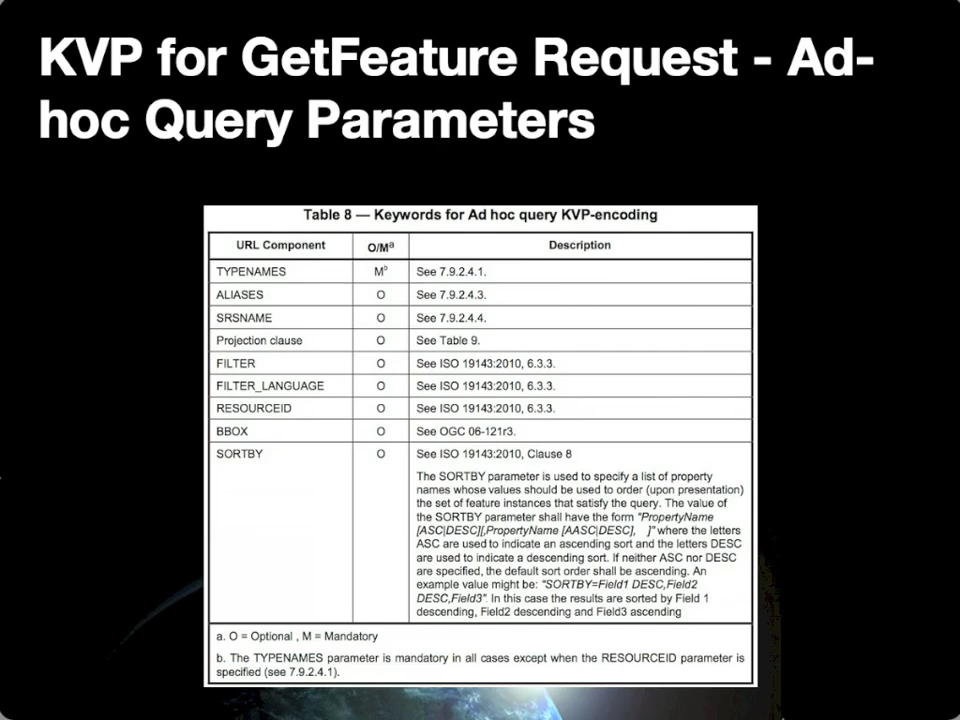 KVP for GetFeature Request - Ad-
hoc Query Parameters
Table 8 — Keywords for Ad hoc query KVP-encoding
URL Component O/Mª Description
TYPENAMES Mᵇ See 7.9.2.4.1.
ALIASES O See 7.9.2.4.3.
SRSNAME O See 7.9.2.4.4.
Projection clause O See Table 9.
FILTER O See ISO 19143:2010, 6.3.3.
FILTER_LANGUAGE O See ISO 19143:2010, 6.3.3.
RESOURCEID O See ISO 19143:2010, 6.3.3.
BBOX O See OGC 06-121r3.
SORTBY O See ISO 19143:2010, Clause 8
The SORTBY parameter is used to specify a list of property
names whose values should be used to order (upon presentation)
the set of feature instances that satisfy the query. The value of
the SORTBY parameter shall have the form "PropertyName
[ASC|DESC][,PropertyName [AASC|DESC], ]" where the letters
ASC are used to indicate an ascending sort and the letters DESC
are used to indicate a descending sort. If neither ASC nor DESC
are specified, the default sort order shall be ascending. An
example value might be: "SORTBY=Field1 DESC,Field2
DESC,Field3". In this case the results are sorted by Field 1
descending, Field2 descending and Field3 ascending
a. O = Optional , M = Mandatory
b. The TYPENAMES parameter is mandatory in all cases except when the RESOURCEID parameter is
specified (see 7.9.2.4.1).